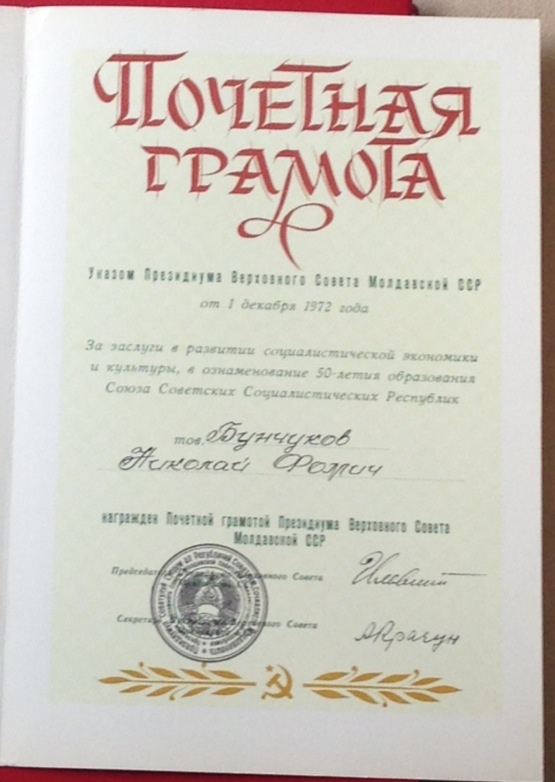 Почетная
грамота
Указом Президиума Верховного Совета Молдавской ССР
от 1 декабря 1972 года
За заслуги в развитии социалистической экономики
и культуры, в ознаменование 50-летия образования
Союза Советских Социалистических Республик
тов. Бунчуков
Николай Фомич
награжден Почетной грамотой Президиума Верховного Совета
Молдавской ССР
Председатель Верховного Совета
Секретарь Верховного Совета